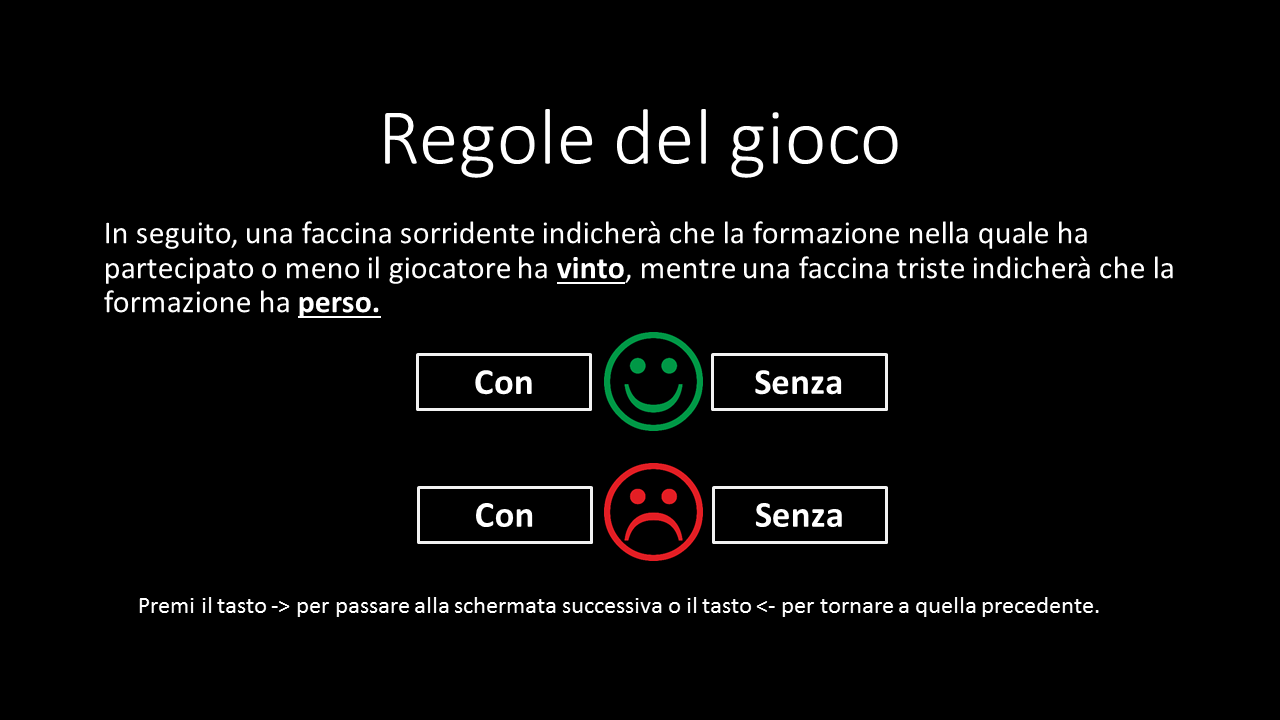 Regole del gioco
In seguito, una faccina sorridente indicherà che la formazione nella quale ha
partecipato o meno il giocatore ha vinto, mentre una faccina triste indicherà che la
formazione ha perso.
Con Senza
Con Senza
Premi il tasto -> per passare alla schermata successiva o il tasto <- per tornare a quella precedente.